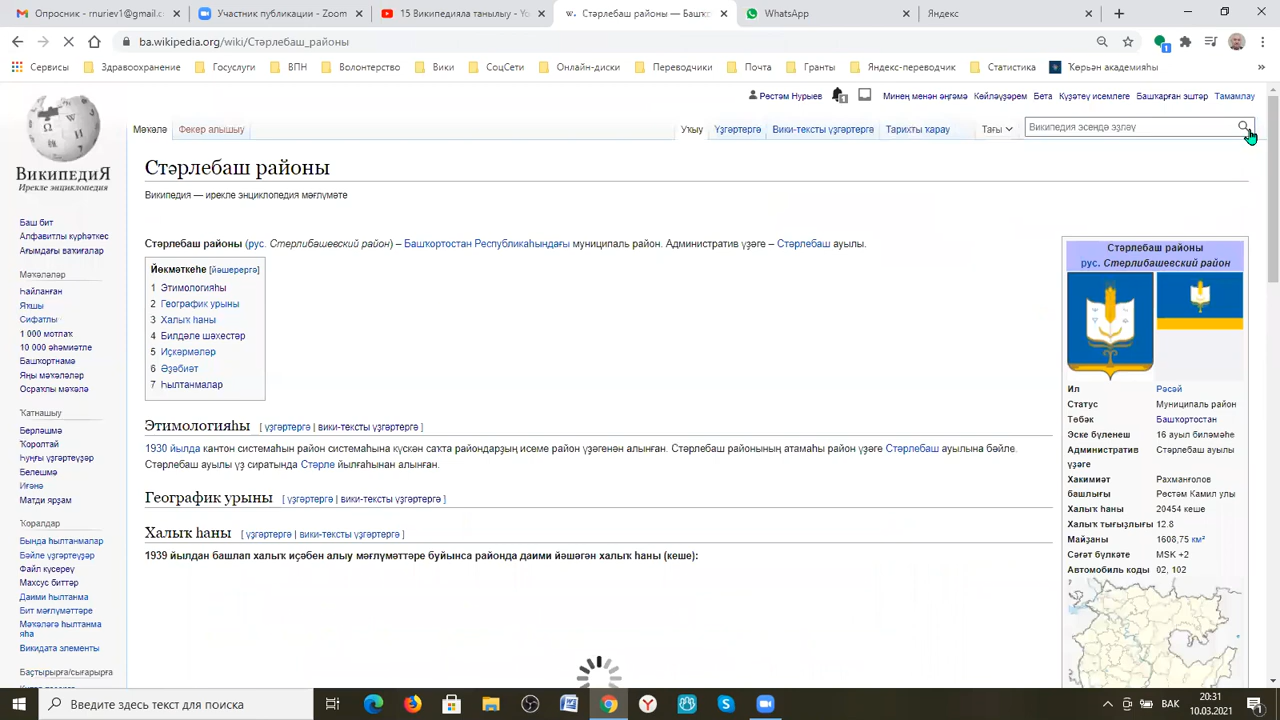 Опросник - mruriev1@gmail.c
Участник публикации - Zoom
15 Википедияла танылыу - Yo
Стәрлебаш районы — Башҡ
WhatsApp
Яндекс
ba.wikipedia.org/wiki/Стәрлебаш_районы
Сервисы
Здравоохранение
Госуслуги
ВПН
Волонтерство
Вики
СоцСети
Онлайн-диски
Переводчики
Почта
Гранты
Яндекс-переводчик
Статистика
Ҡөрьән академияһы
Рөстәм Нурыев
Минең менән әңгәмә
Көйләүҙәрем
Бета
Күҙәтеү исемлеге
Башҡарған эштәр
Тамамлау
Мәҡәлә
Фекер алышыу
Уҡыу
Үҙгәртергә
Вики-тексты үҙгәртергә
Тарихты ҡарау
Тағы
Википедия эсендә эҙләү
ВикипедиЯ
Ирекле энциклопедия
Баш бит
Алфавитлы күрһәткес
Ағымдағы ваҡиғалар
Мәҡәләләр
Һайланған
Яҡшы
Сифатлы
1 000 мотлаҡ
10 000 әһәмиәтле
Башҡортнамә
Яңы мәҡәләләр
Осраҡлы мәҡәлә
Ҡатнашыу
Берләшмә
Ҡоролтай
Һуңғы үҙгәртеүҙәр
Белешмә
Иғәнә
Матди ярҙам
Ҡоралдар
Бында һылтанмалар
Бәйле үҙгәртеүҙәр
Файл күсереү
Махсус биттәр
Даими һылтанма
Бит мәғлүмәттәре
Мәҡәләгә һылтанма
яһа
Викидата элементы
Баҫтырырға/сығарырға
Стәрлебаш районы
Википедия — ирекле энциклопедия мәғлүмәте
Стәрлебаш районы (рус. Стерлибашевский район) – Башҡортостан Республикаһындағы муниципаль район. Административ үҙәге – Стәрлебаш ауылы.
Йөкмәткеһе [йәшерергә]
1 Этимологияһы
2 Географик урыны
3 Халыҡ һаны
4 Билдәле шәхестәр
5 Иҫкәрмәләр
6 Әҙәбиәт
7 Һылтанмалар
Этимологияһы [ үҙгәртергә | вики-тексты үҙгәртергә ]
1930 йылда кантон системаһын район системаһына күскән саҡта райондарҙың исеме район үҙәгенән алынған. Стәрлебаш районының атамаһы район үҙәге Стәрлебаш ауылына бәйле.
Стәрлебаш ауылы үҙ сиратында Стәрле йылғаһынан алынған.
Географик урыны [ үҙгәртергә | вики-тексты үҙгәртергә ]
Халыҡ һаны [ үҙгәртергә | вики-тексты үҙгәртергә ]
1939 йылдан башлап халыҡ иҫәбен алыу мәғлүмәттәре буйынса районда даими йәшәгән халыҡ һаны (кеше):
Стәрлебаш районы
рус. Стерлибашевский район
Ил Рәсәй
Статус Муниципаль район
Төбәк Башҡортостан
Эске бүленеш 16 ауыл биләмәһе
Административ үҙәге Стәрлебаш ауылы
Хакимиәт башлығы Рахманғолов Рөстәм Камил улы
Халыҡ һаны 20454 кеше
Халыҡ тығыҙлығы 12.8
Майҙаны 1608,75 км²
Сәғәт бүлкәте MSK +2
Автомобиль коды 02, 102
Введите здесь текст для поиска
ВАК
20:31
10.03.2021